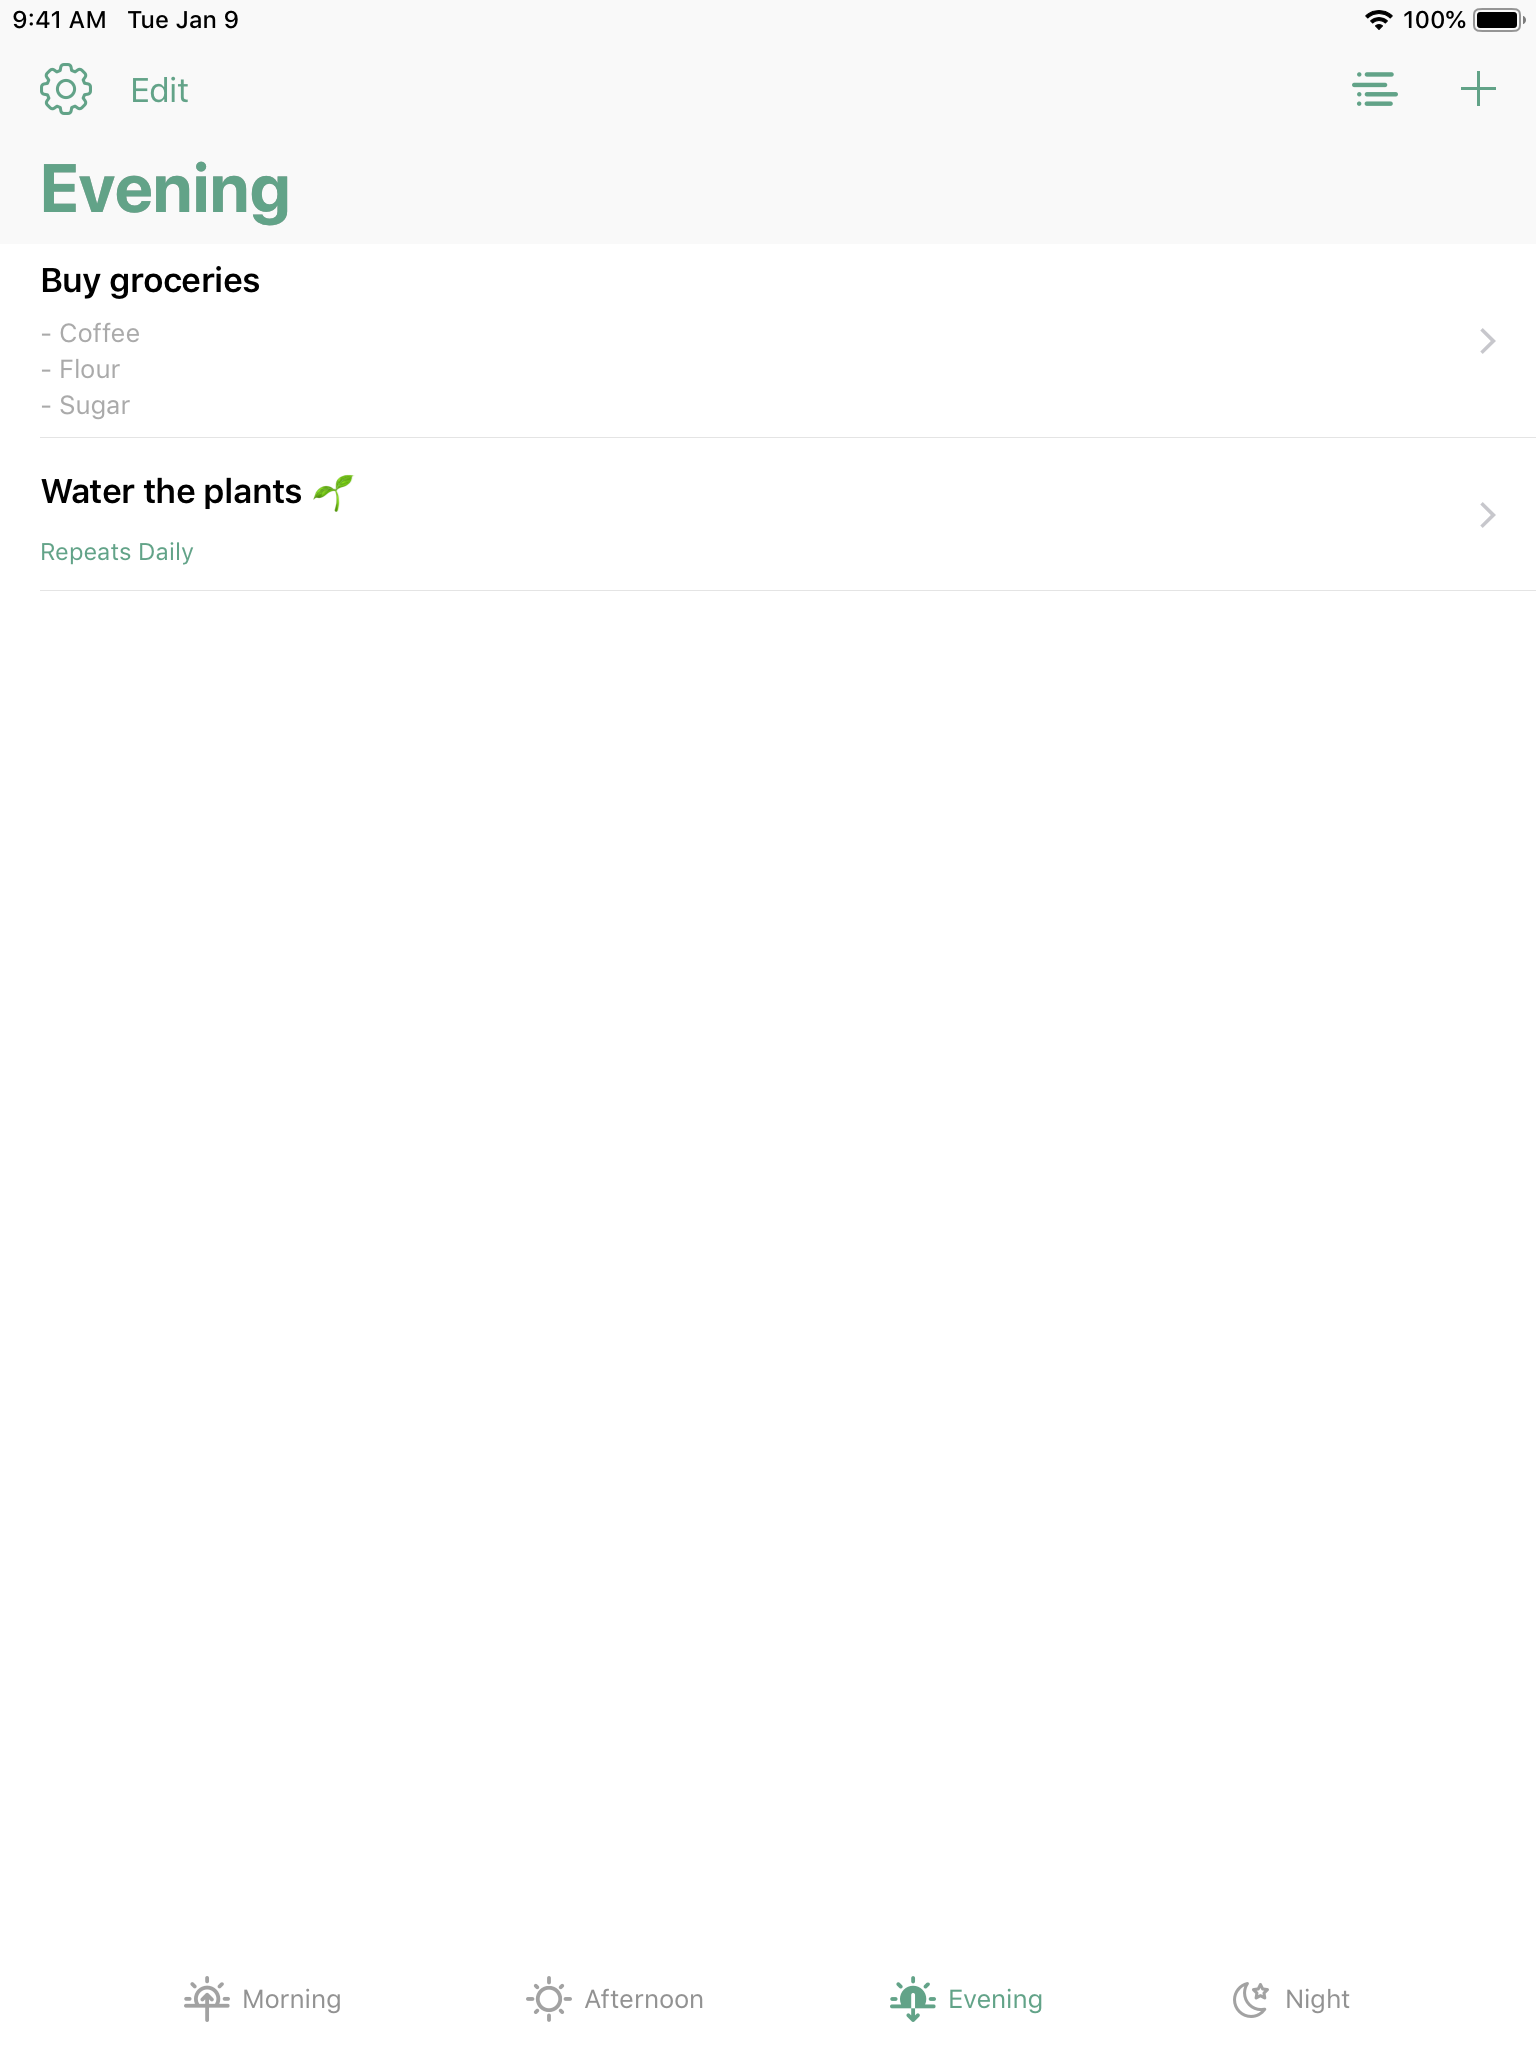 9:41 AM Tue Jan 9 100%
Edit
Evening
Buy groceries
- Coffee
- Flour
- Sugar
Water the plants 🌱
Repeats Daily
Morning Afternoon Evening Night